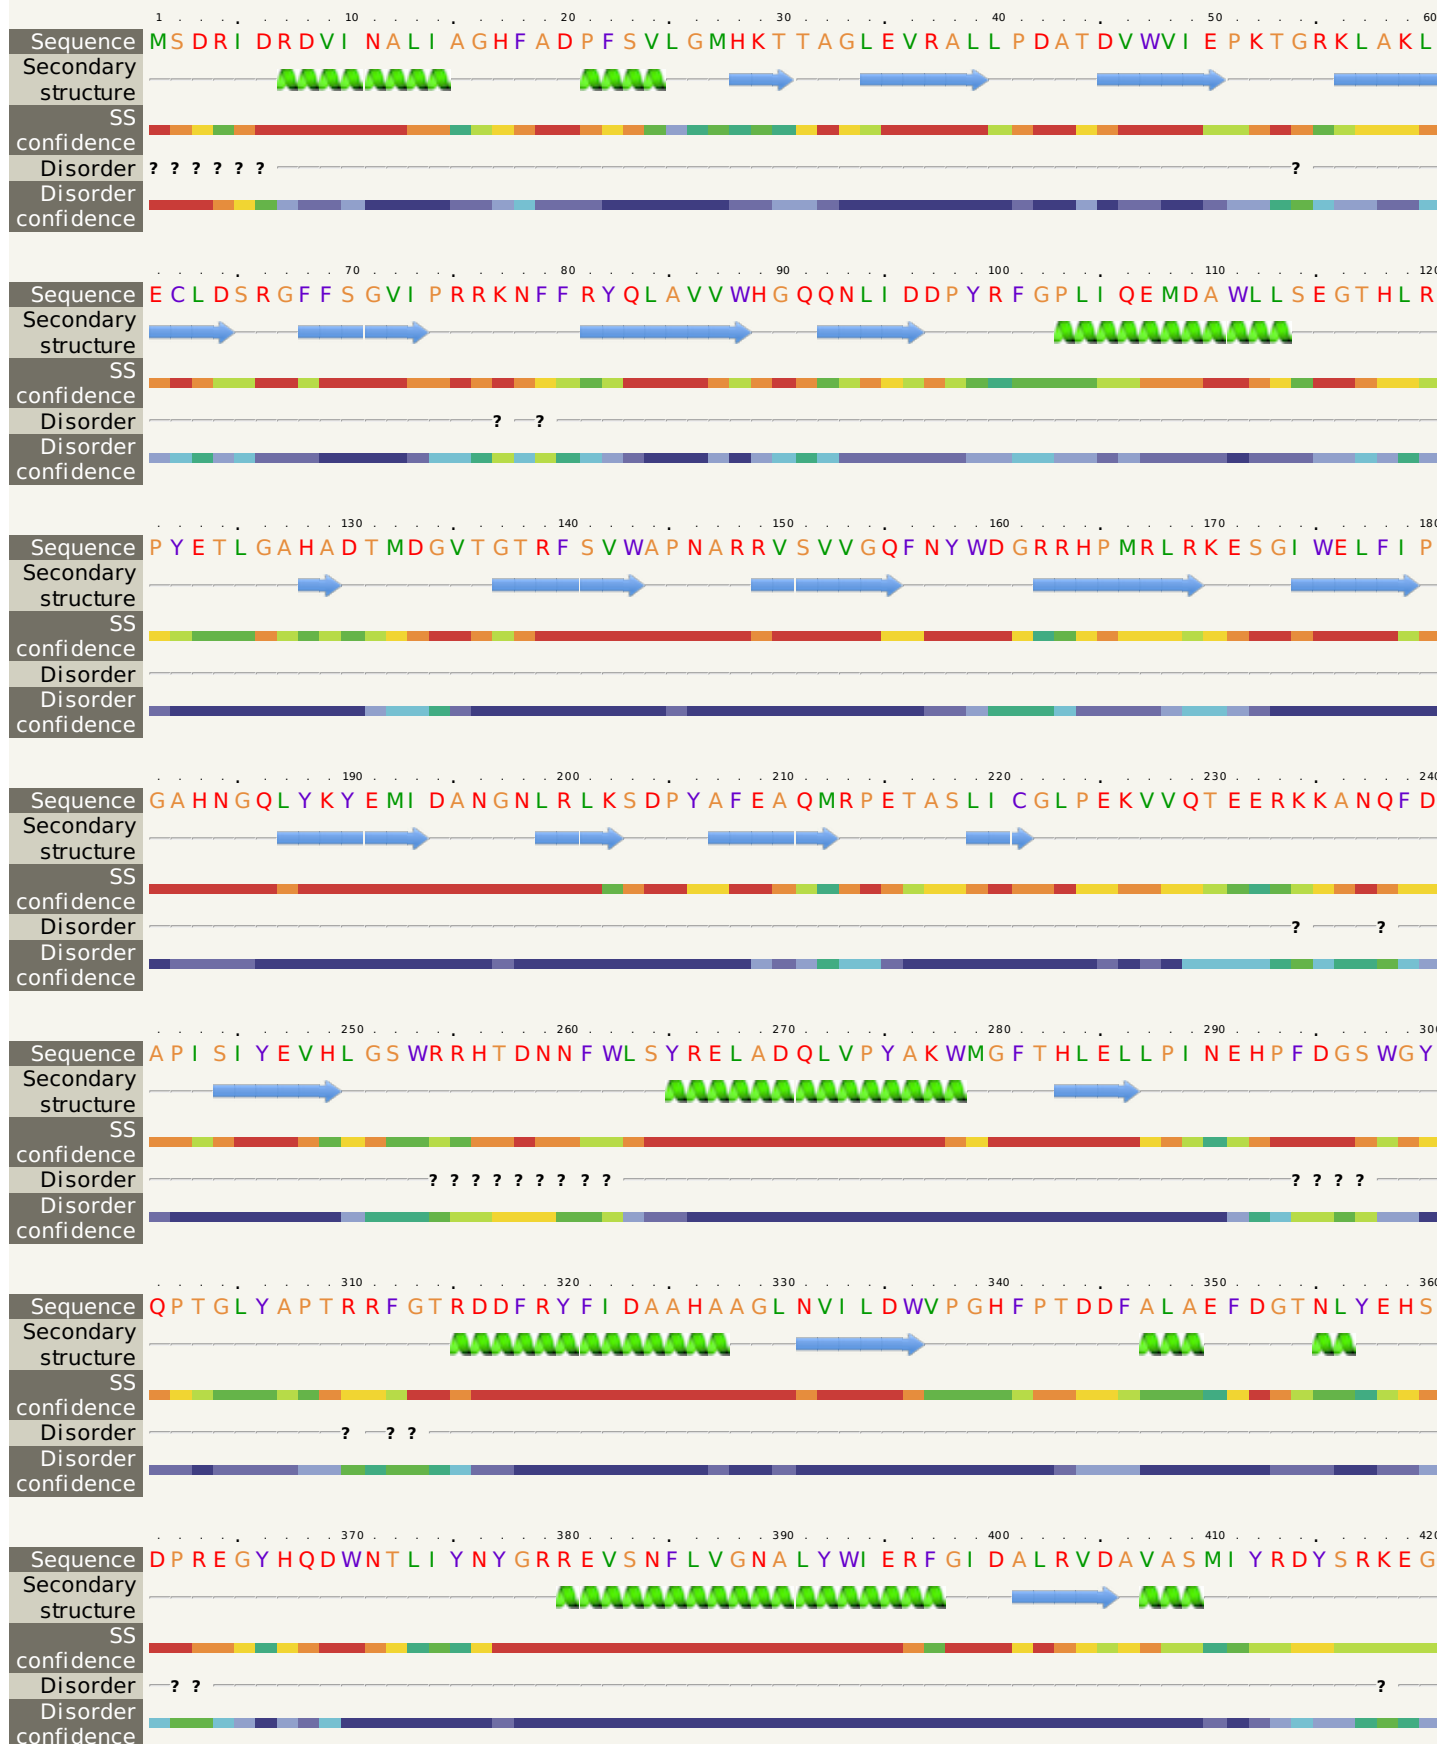 1 . . . . 10 . . . . 20 . . . . 30 . . . . 40 . . . . 50 . . . . 60
Sequence MSDRIDRDVINALIAGHFADPFSVLGMHKTTAGLEVRALLPDATDVWVIEPKTGRKLAKL
Secondary
structure
SS
confidence
Disorder ? ? ? ? ? ? ?
Disorder
confidence
70 80 90 100 110 120
Sequence ECLDSRGFFSGVIPRRKNFFRYQLAVVWHGQQNLIDDPYRFGPLIQEMDAWLLSEGTHLR
Secondary
structure
SS
confidence
Disorder ? ?
Disorder
confidence
130 140 150 160 170 180
Sequence PYETLGAHADTMDGVTGTRFSVWAPNARRVSVVGQFNYWDGRRHPMRLRKESGIWELFIP
Secondary
structure
SS
confidence
Disorder
Disorder
confidence
190 200 210 220 230 240
Sequence GAHNGQLYKYEMIDANGNLRLKSDPYAFEAQMRPETASLICGLPEKVVQTEERKKANQFD
Secondary
structure
SS
confidence
Disorder ? ?
Disorder
confidence
250 260 270 280 290 300
Sequence APISIYEVHLGSWRRHTDNNFWLSYRELADQLVPYAKWMGFTHLELLPINEHPFDGSWGY
Secondary
structure
SS
confidence
Disorder ? ? ? ? ? ? ? ? ? ? ? ? ?
Disorder
confidence
310 320 330 340 350 360
Sequence QPTGLYAPTRRFGTRDDFRYFIDAAHAAGLNVILDWVPGHFPTDDFALAEFDGTNLYEHS
Secondary
structure
SS
confidence
Disorder ? ? ?
Disorder
confidence
370 380 390 400 410 420
Sequence DPREGYHQDWNTLIYNYGRREVSNFLVGNALYWIERFGIDALRVDAVASMIYRDYSRKEG
Secondary
structure
SS
confidence
Disorder ? ? ?
Disorder
confidence